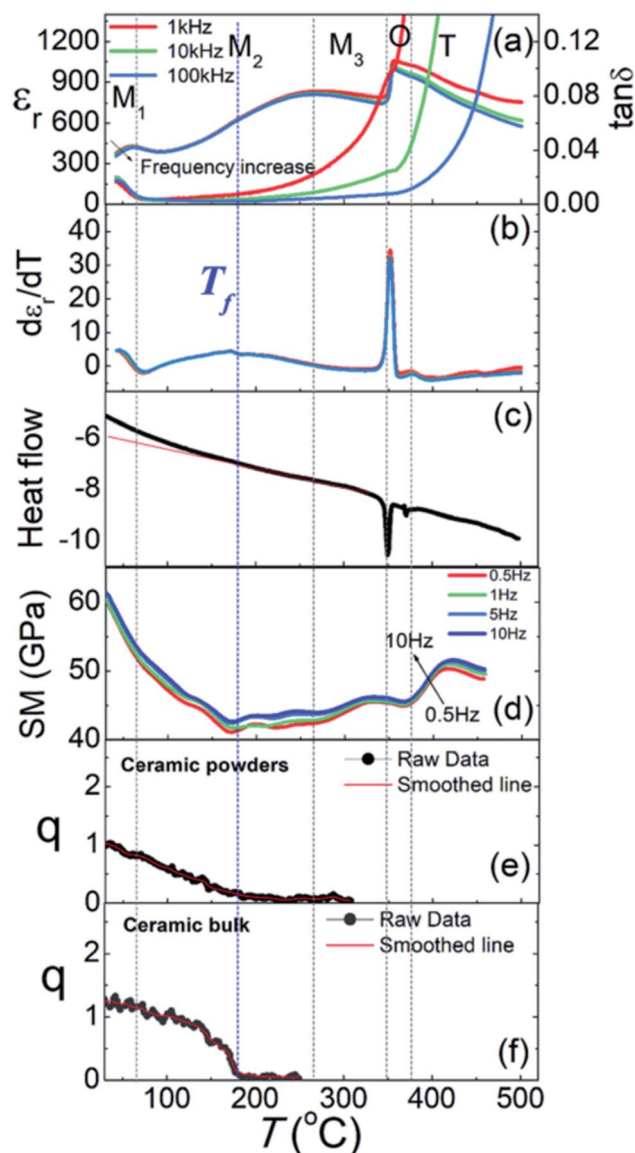 1kHz
10kHz
100kHz
M₁
M₂
M₃
O
T
(a)
Frequency increase
εᵣ
1200
900
600
300
0
tanδ
0.12
0.08
0.04
0.00
(b)
dεᵣ/dT
40
30
20
10
0
T_f
(c)
Heat flow
-6
-8
-10
SM (GPa)
60
50
40
0.5Hz
1Hz
5Hz
10Hz
10Hz
0.5Hz
(d)
Ceramic powders
Raw Data
Smoothed line
q
2
1
0
(e)
Ceramic bulk
Raw Data
Smoothed line
q
2
1
0
(f)
100 200 300 400 500
T (°C)